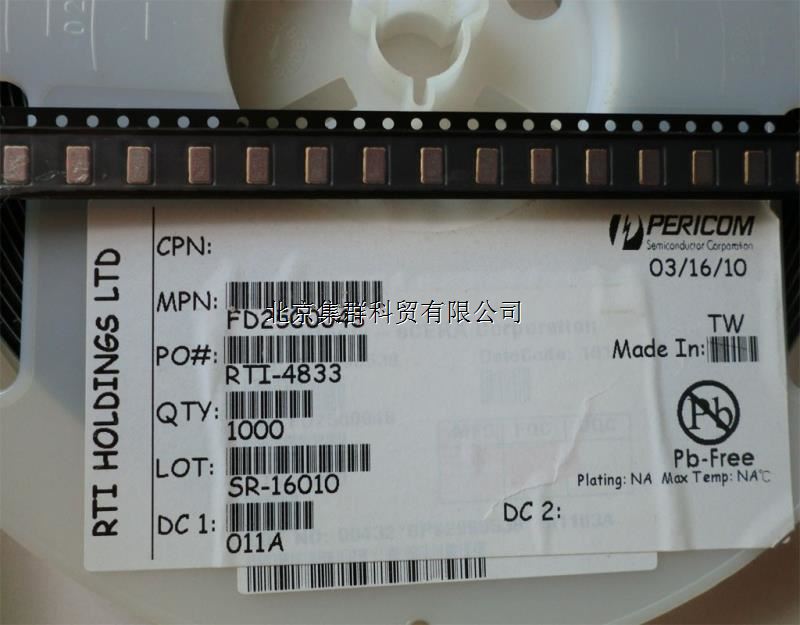 PERICOM
Semiconductor Corporation
03/16/10
RTI HOLDINGS LTD
CPN:
MPN:
北京集群科贸有限公司
PO#:
RTI-4833
TW
Made In:
QTY:
1000
Pb
Pb-Free
LOT:
SR-16010
Plating: NA Max Temp: NA℃
DC 1:
011A
DC 2: